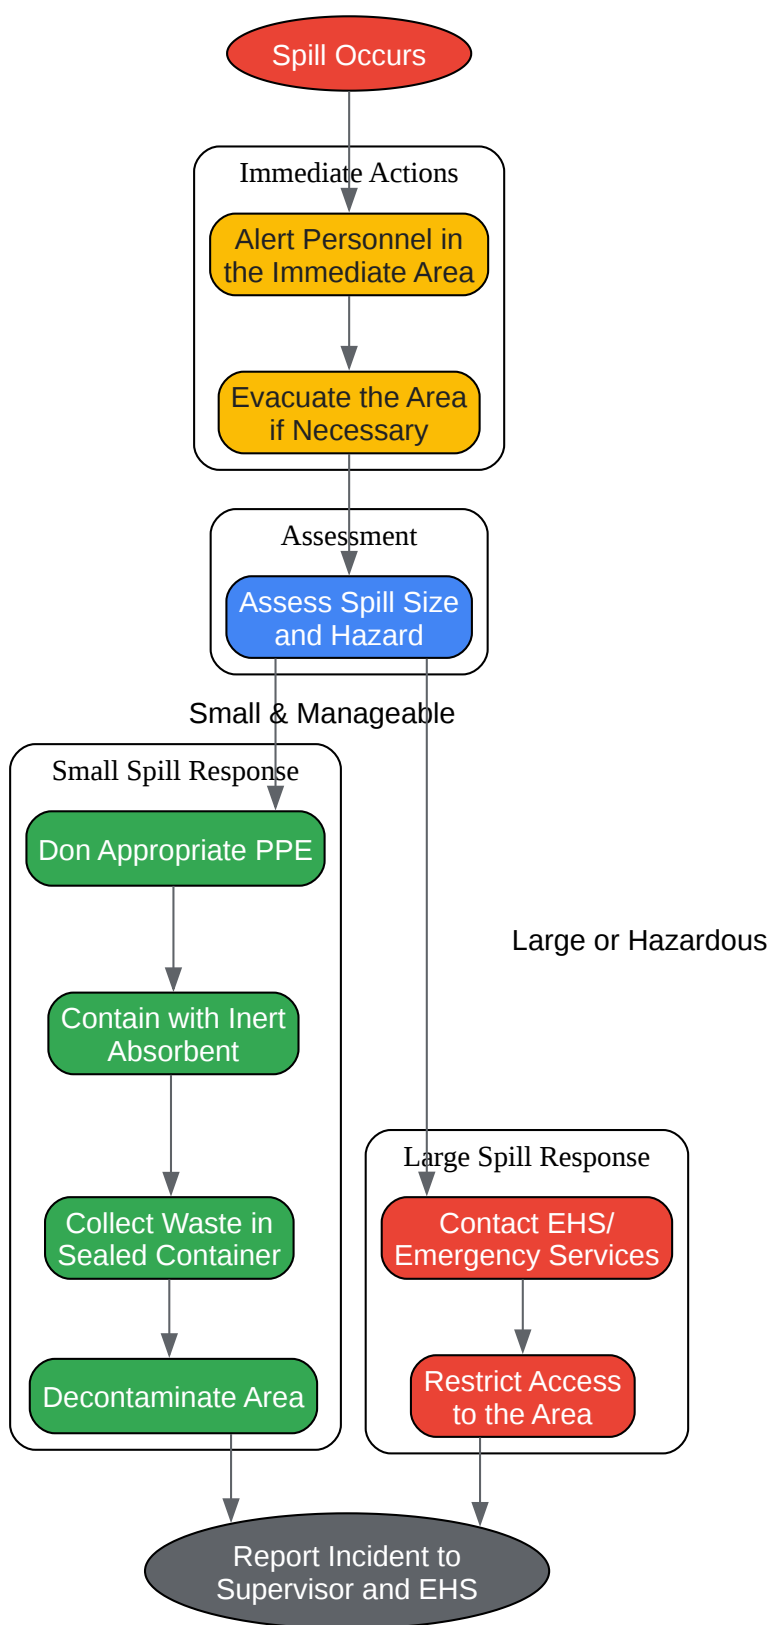 Spill Occurs
Immediate Actions
Alert Personnel in
the Immediate Area
Evacuate the Area
if Necessary
Assessment
Assess Spill Size
and Hazard
Small & Manageable
Small Spill Response
Don Appropriate PPE
Large or Hazardous
Contain with Inert
Absorbent
Large Spill Response
Collect Waste in
Sealed Container
Contact EHS/
Emergency Services
Decontaminate Area
Restrict Access
to the Area
Report Incident to
Supervisor and EHS